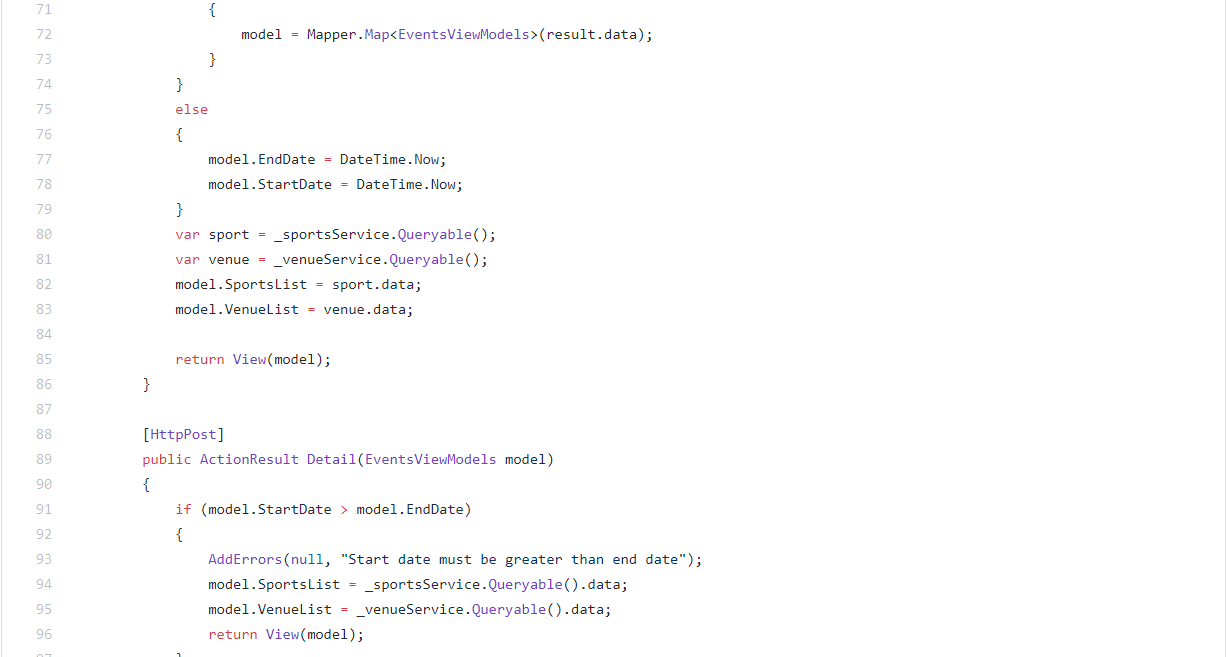 71 {
72 model = Mapper.Map<EventsViewModels>(result.data);
73 }
74 }
75 else
76 {
77 model.EndDate = DateTime.Now;
78 model.StartDate = DateTime.Now;
79 }
80 var sport = _sportsService.Queryable();
81 var venue = _venueService.Queryable();
82 model.SportsList = sport.data;
83 model.VenueList = venue.data;
84
85 return View(model);
86 }
87
88 [HttpPost]
89 public ActionResult Detail(EventsViewModels model)
90 {
91 if (model.StartDate > model.EndDate)
92 {
93 AddErrors(null, "Start date must be greater than end date");
94 model.SportsList = _sportsService.Queryable().data;
95 model.VenueList = _venueService.Queryable().data;
96 return View(model);
97 }